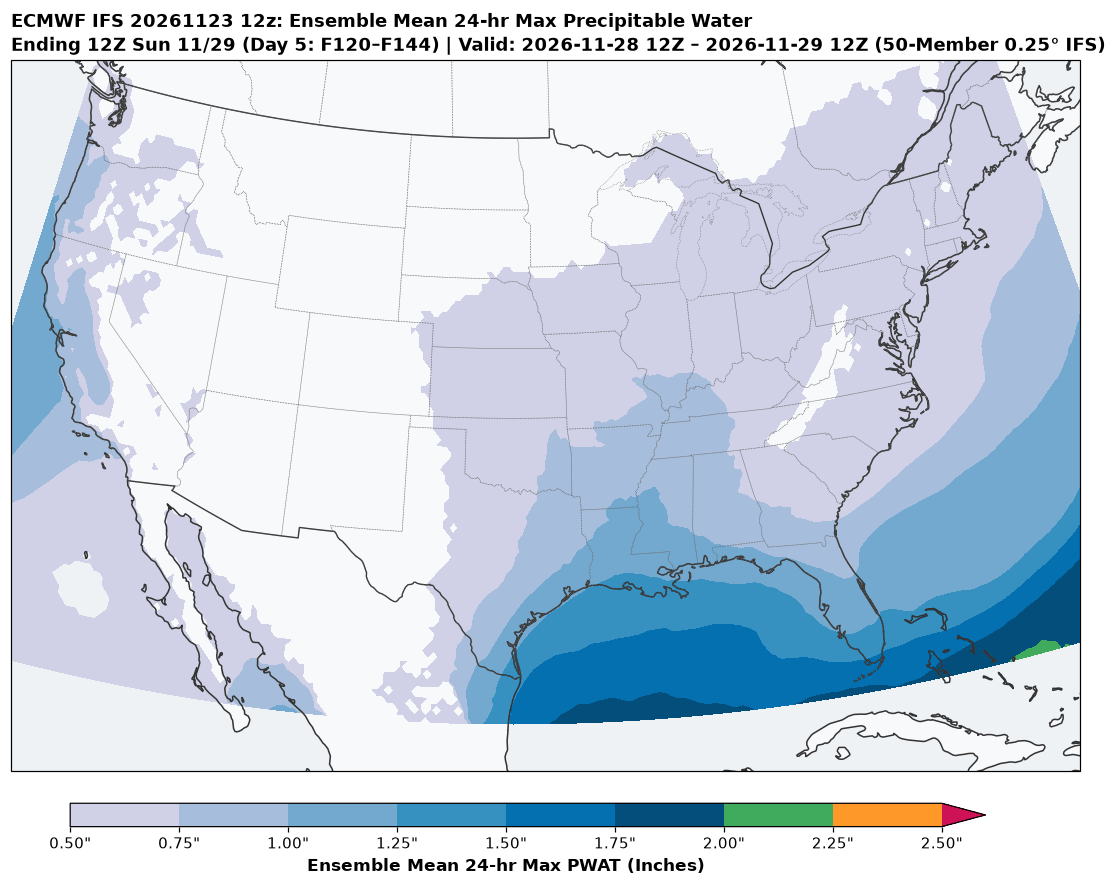 ECMWF IFS 20261123 12z: Ensemble Mean 24-hr Max Precipitable Water
Ending 12Z Sun 11/29 (Day 5: F120–F144) | Valid: 2026-11-28 12Z – 2026-11-29 12Z (50-Member 0.25° IFS)
0.50" 0.75" 1.00" 1.25" 1.50" 1.75" 2.00" 2.25" 2.50"
Ensemble Mean 24-hr Max PWAT (Inches)